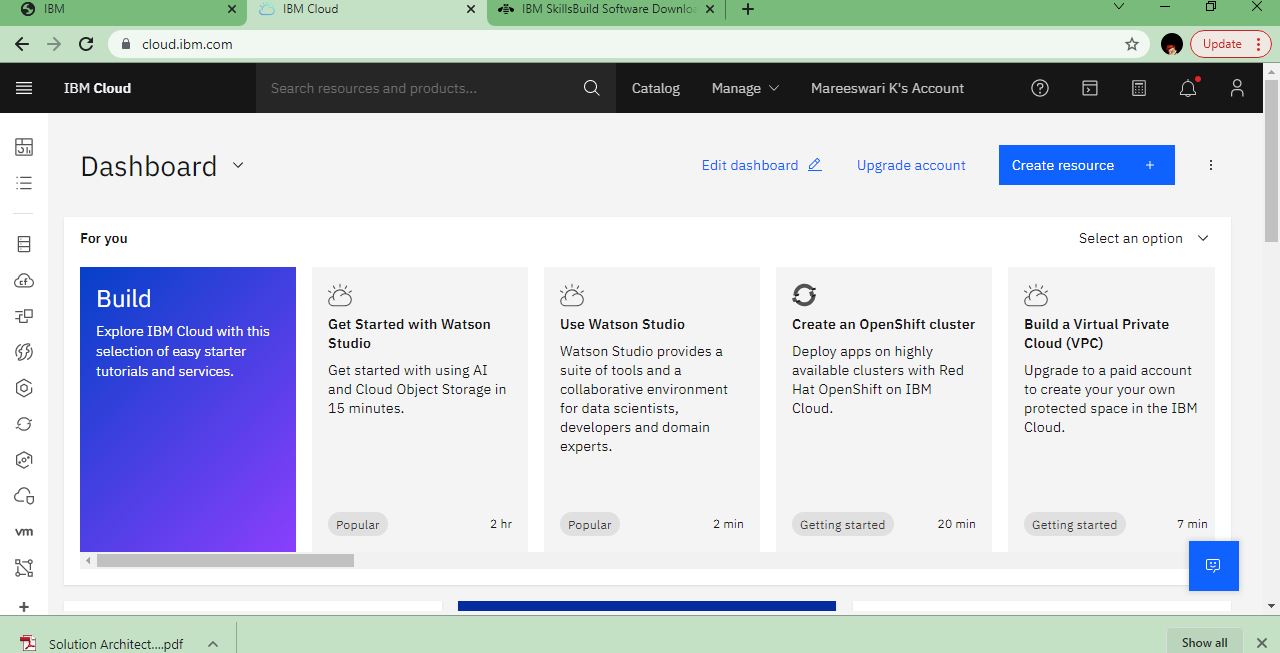 IBM
IBM Cloud
IBM SkillsBuild Software Downlo
cloud.ibm.com
Update
IBM Cloud
Search resources and products...
Catalog
Manage
Mareeswari K's Account
Dashboard
Edit dashboard
Upgrade account
Create resource
For you
Select an option
Build
Explore IBM Cloud with this
selection of easy starter
tutorials and services.
Get Started with Watson
Studio
Get started with using AI
and Cloud Object Storage in
15 minutes.
Popular
2 hr
Use Watson Studio
Watson Studio provides a
suite of tools and a
collaborative environment
for data scientists,
developers and domain
experts.
Popular
2 min
Create an OpenShift cluster
Deploy apps on highly
available clusters with Red
Hat OpenShift on IBM
Cloud.
Getting started
20 min
Build a Virtual Private
Cloud (VPC)
Upgrade to a paid account
to create your your own
protected space in the IBM
Cloud.
Getting started
7 min
cf
vm
Solution Architect....pdf
Show all